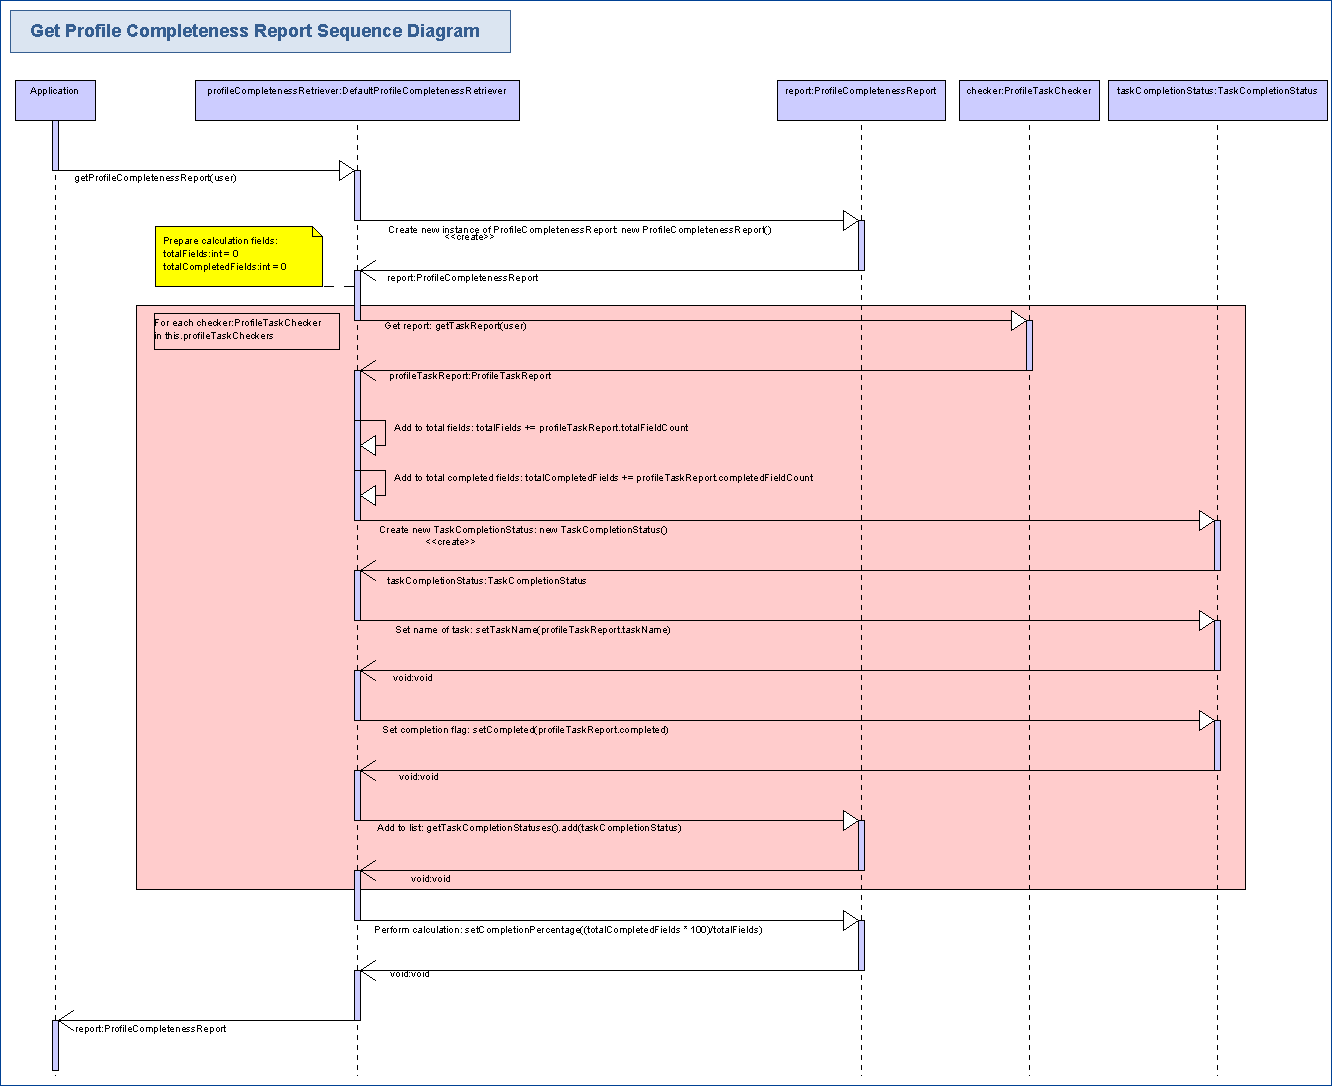 Get Profile Completeness Report Sequence Diagram
Application
profileCompletenessRetriever:DefaultProfileCompletenessRetriever
report:ProfileCompletenessReport
checker:ProfileTaskChecker
taskCompletionStatus:TaskCompletionStatus
getProfileCompletenessReport(user)
Create new instance of ProfileCompletenessReport: new ProfileCompletenessReport()
<<create>>
Prepare calculation fields:
totalFields:int = 0
totalCompletedFields:int = 0
report:ProfileCompletenessReport
For each checker:ProfileTaskChecker
in this.profileTaskCheckers
Get report: getTaskReport(user)
profileTaskReport:ProfileTaskReport
Add to total fields: totalFields += profileTaskReport.totalFieldCount
Add to total completed fields: totalCompletedFields += profileTaskReport.completedFieldCount
Create new TaskCompletionStatus: new TaskCompletionStatus()
<<create>>
taskCompletionStatus:TaskCompletionStatus
Set name of task: setTaskName(profileTaskReport.taskName)
void:void
Set completion flag: setCompleted(profileTaskReport.completed)
void:void
Add to list: getTaskCompletionStatuses().add(taskCompletionStatus)
void:void
Perform calculation: setCompletionPercentage((totalCompletedFields * 100)/totalFields)
void:void
report:ProfileCompletenessReport